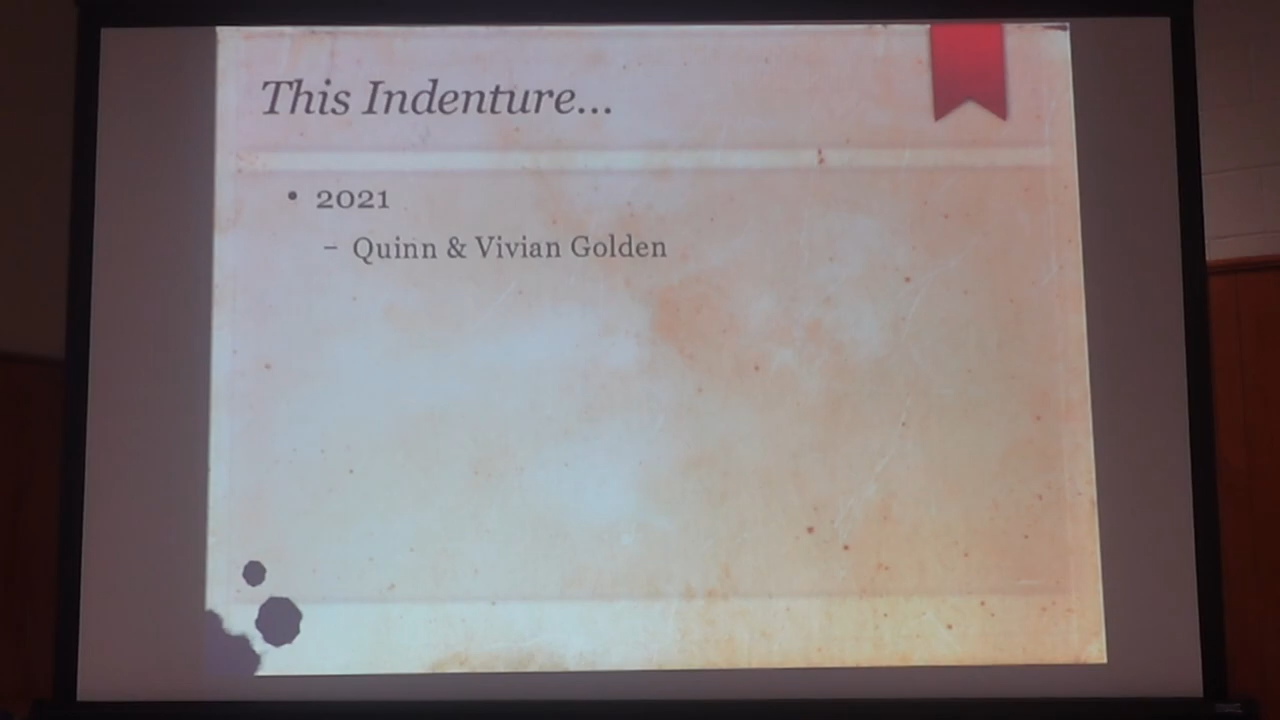 This Indenture...
• 2021
– Quinn & Vivian Golden